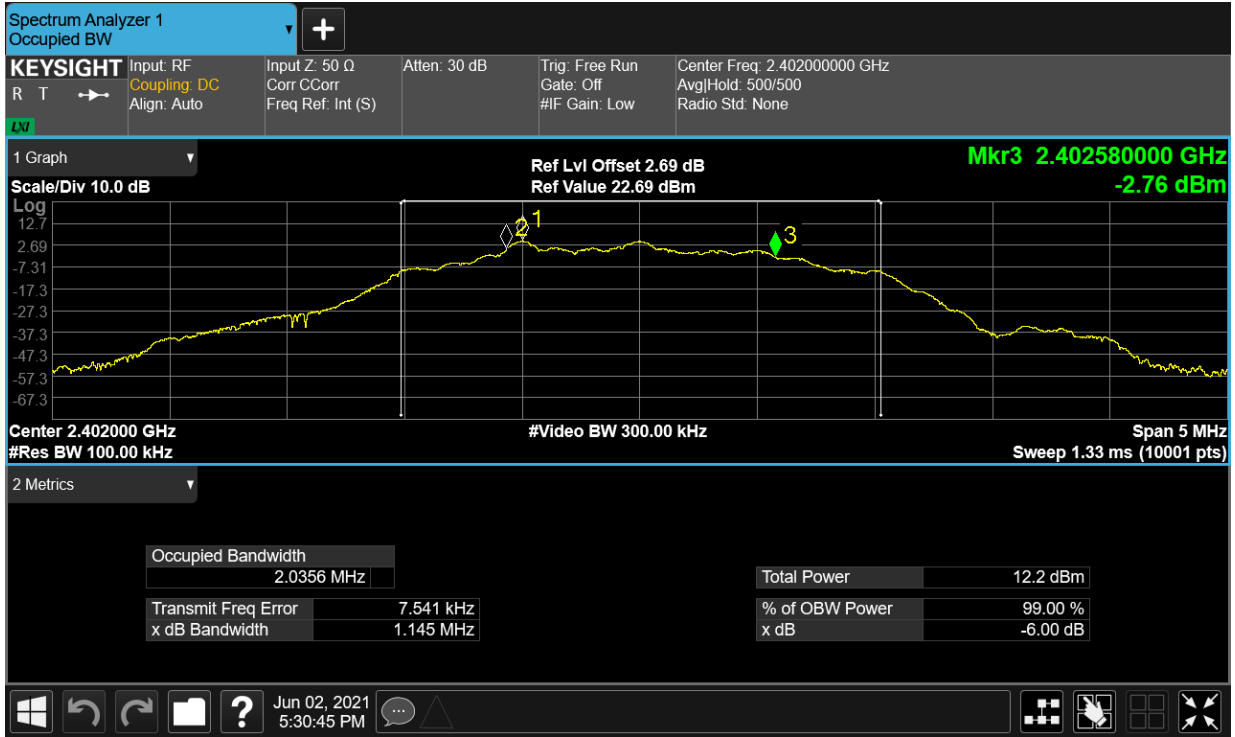 Spectrum Analyzer 1
Occupied BW
KEYSIGHT
R T
LXI
Input: RF
Coupling: DC
Align: Auto
Input Z: 50 Ω
Corr CCorr
Freq Ref: Int (S)
Atten: 30 dB
Trig: Free Run
Gate: Off
#IF Gain: Low
Center Freq: 2.402000000 GHz
Avg|Hold: 500/500
Radio Std: None
1 Graph
Scale/Div 10.0 dB
Ref Lvl Offset 2.69 dB
Ref Value 22.69 dBm
Mkr3 2.402580000 GHz
-2.76 dBm
Log
12.7
2.69
-7.31
-17.3
-27.3
-37.3
-47.3
-57.3
-67.3
2
1
3
Center 2.402000 GHz
#Video BW 300.00 kHz
Span 5 MHz
#Res BW 100.00 kHz
Sweep 1.33 ms (10001 pts)
2 Metrics
Occupied Bandwidth
2.0356 MHz
Total Power 12.2 dBm
Transmit Freq Error 7.541 kHz
% of OBW Power 99.00 %
x dB Bandwidth 1.145 MHz
x dB -6.00 dB
?
Jun 02, 2021
5:30:45 PM